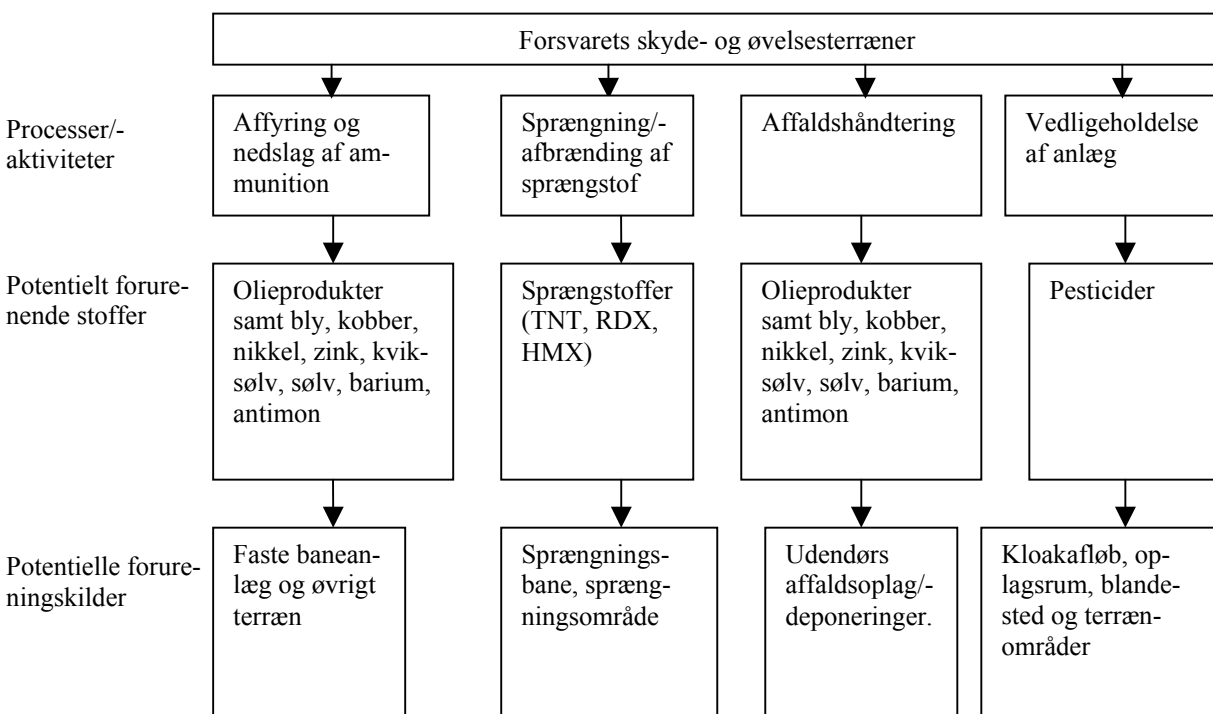 Forsvarets skyde- og øvelsesterræner
Processer/-
aktiviteter
Affyring og
nedslag af am-
munition
Sprængning/-
afbrænding af
sprængstof
Affaldshåndtering
Vedligeholdelse
af anlæg
Potentielt forure-
nende stoffer
Olieprodukter
samt bly, kobber,
nikkel, zink, kvik-
sølv, sølv, barium,
antimon
Sprængstoffer
(TNT, RDX,
HMX)
Olieprodukter
samt bly, kobber,
nikkel, zink, kvik-
sølv, sølv, barium,
antimon
Pesticider
Potentielle forure-
ningskilder
Faste banean-
læg og øvrigt
terræn
Sprængnings-
bane, spræng-
ningsområde
Udendørs
affaldsoplag/-
deponeringer.
Kloakafløb, op-
lagsrum, blande-
sted og terræn-
områder